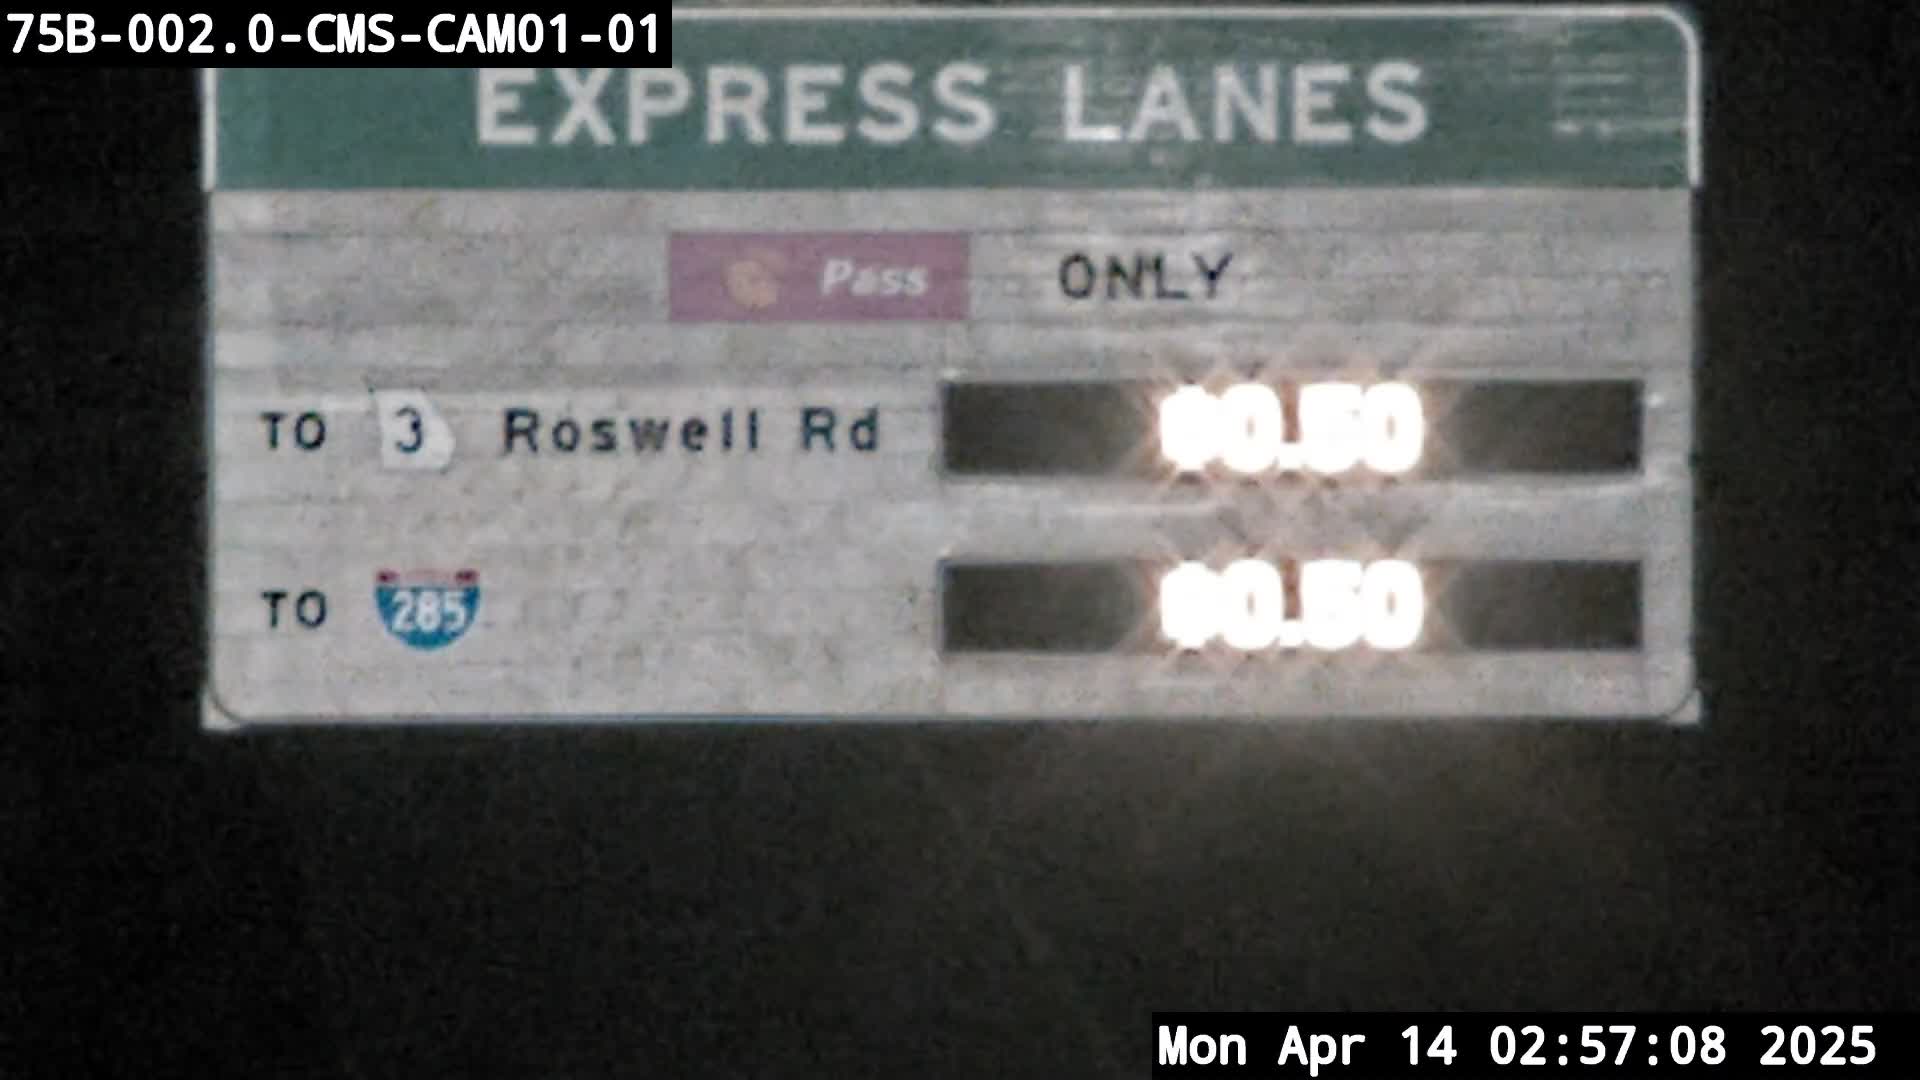 75B-002.0-CMS-CAM01-01
EXPRESS LANES
Pass ONLY
TO 3 Roswell Rd $0.50
TO 285 $0.50
Mon Apr 14 02:57:08 2025